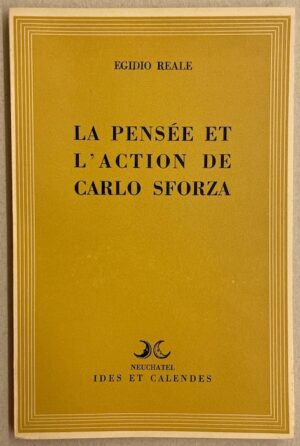 EGIDIO REALE
LA PENSÉE ET
L'ACTION DE
CARLO SFORZA
NEUCHATEL
IDES ET CALENDES